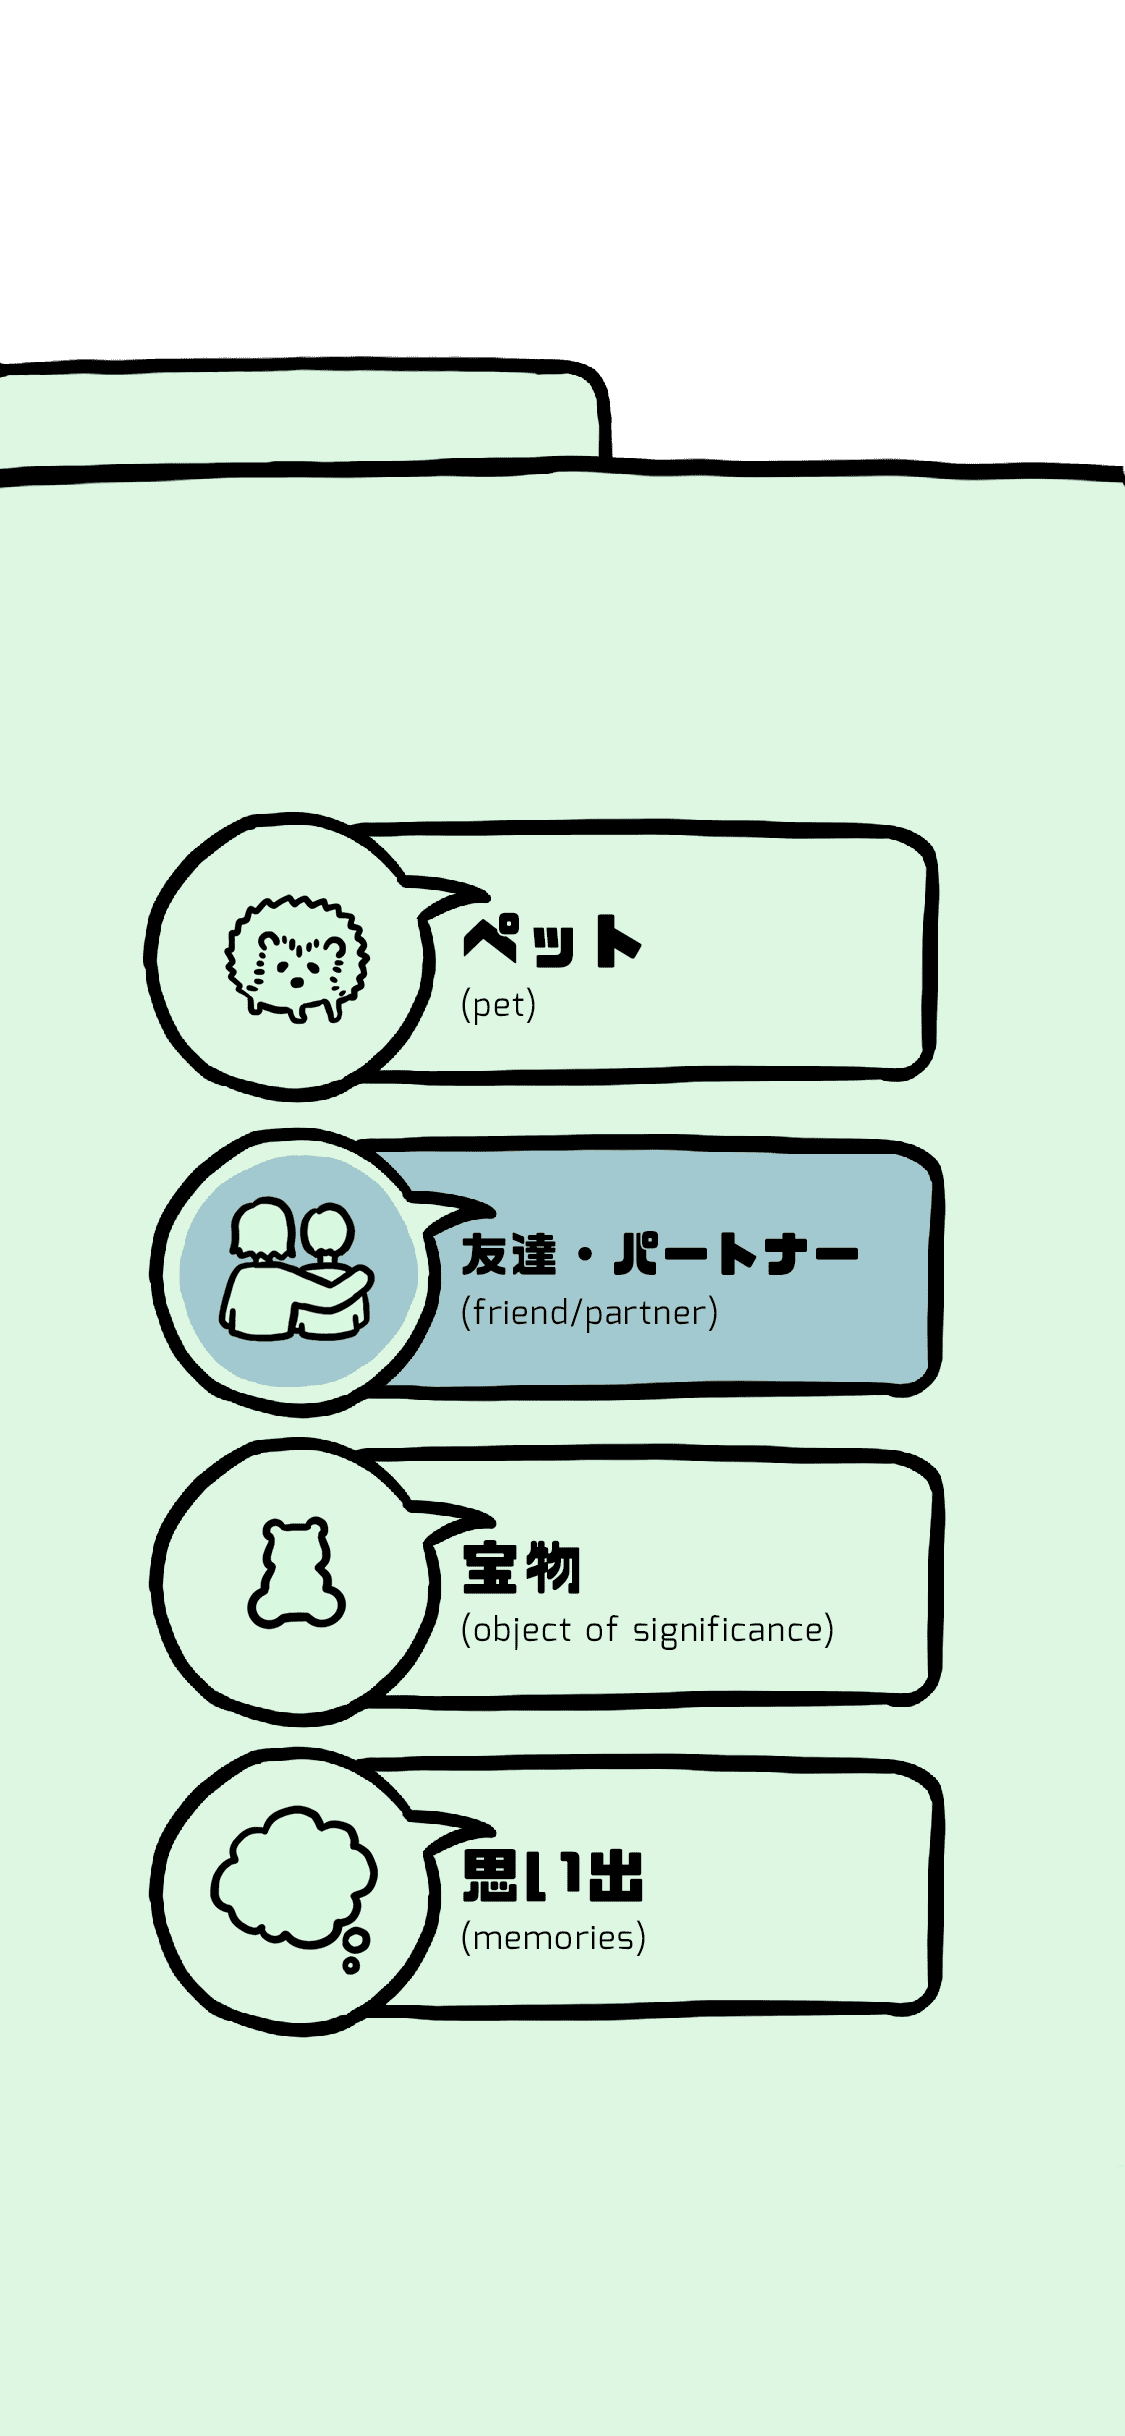 ペット
(pet)
友達・パートナー
(friend/partner)
宝物
(object of significance)
思い出
(memories)